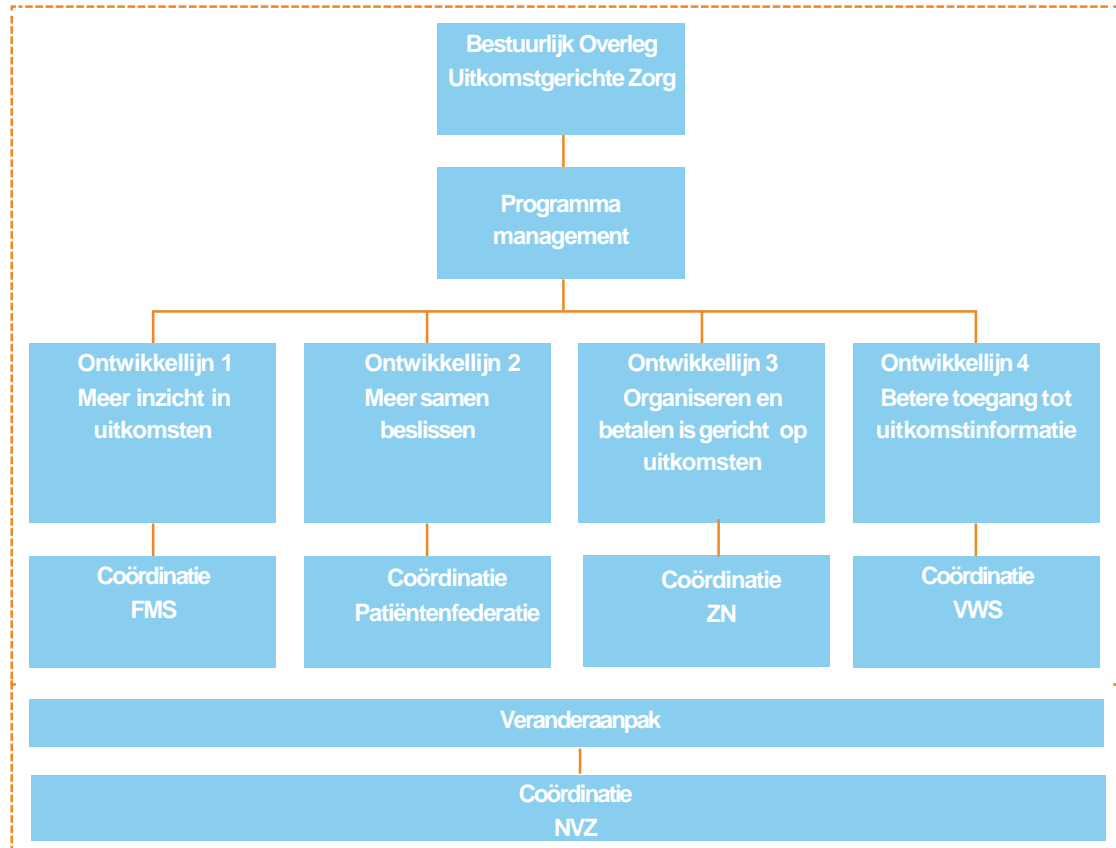 Bestuurlijk Overleg
Uitkomstgerichte Zorg
Programma
management
Ontwikkellijn 1
Meer inzicht in
uitkomsten
Ontwikkellijn 2
Meer samen
beslissen
Ontwikkellijn 3
Organiseren en
betalen is gericht op
uitkomsten
Ontwikkellijn 4
Betere toegang tot
uitkomstinformatie
Coördinatie
FMS
Coördinatie
Patiëntenfederatie
Coördinatie
ZN
Coördinatie
VWS
Veranderaanpak
Coördinatie
NVZ